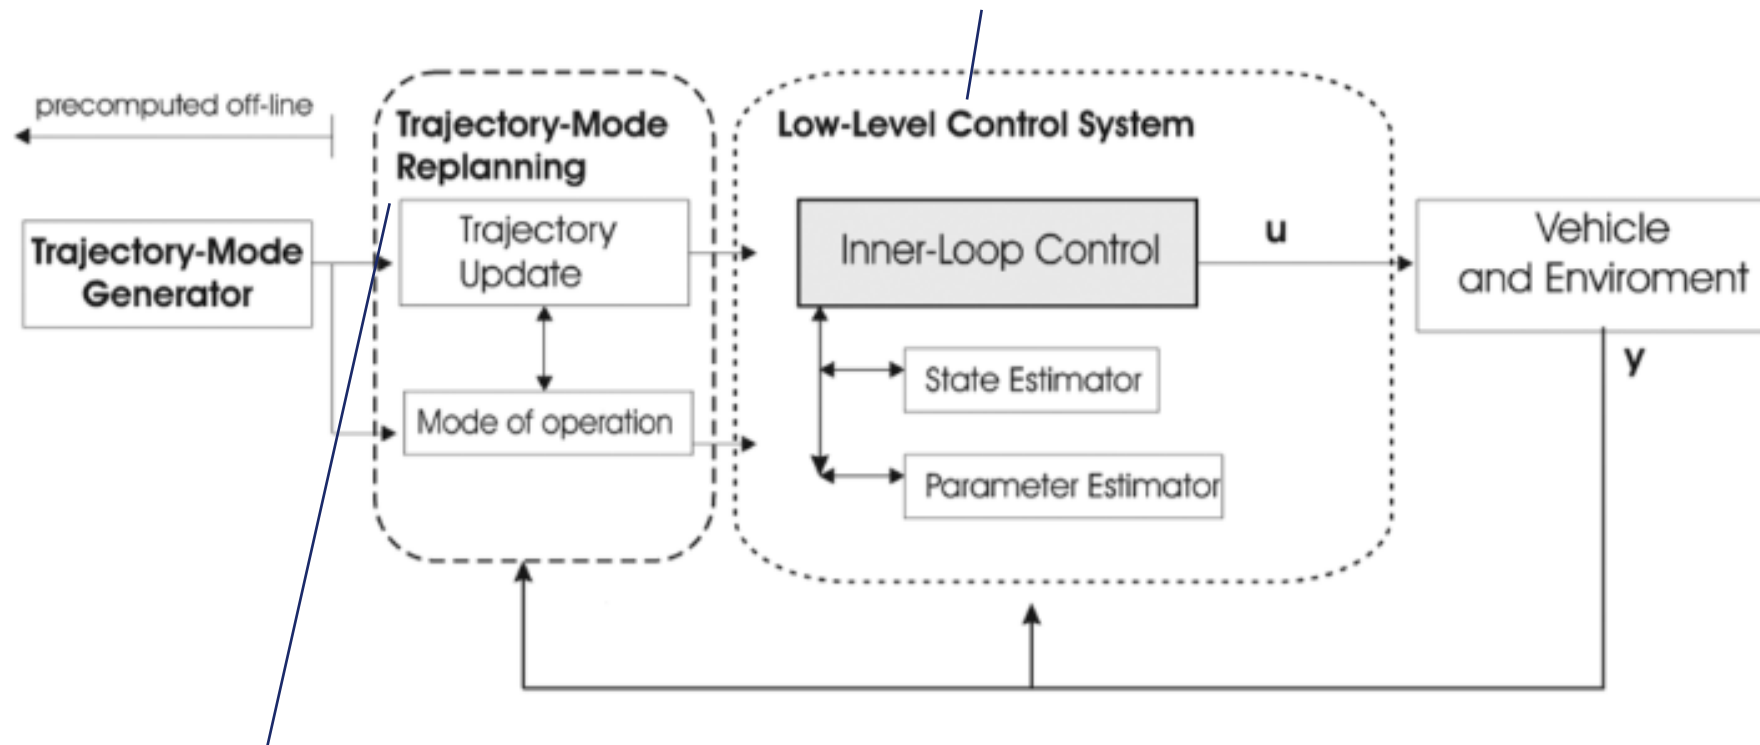 precomputed off-line
Trajectory-Mode
Generator
Trajectory-Mode
Replanning
Trajectory
Update
Mode of operation
Low-Level Control System
Inner-Loop Control
State Estimator
Parameter Estimator
u
Vehicle
and Enviroment
y